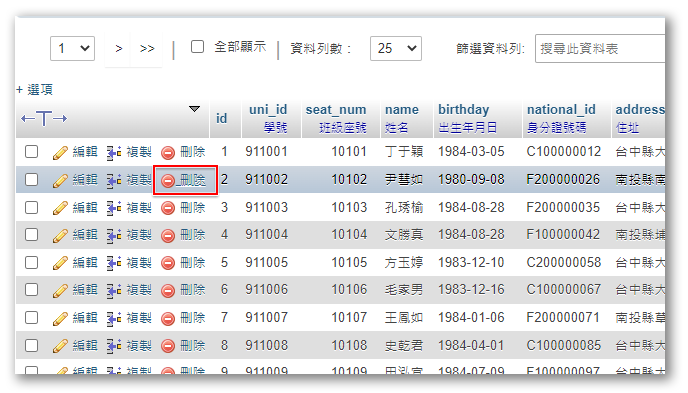 1 > >> 全部顯示 資料列數： 25 篩選資料列: 搜尋此資料表
+ 選項
←T→ id uni_id 學號 seat_num 班級座號 name 姓名 birthday 出生年月日 national_id 身分證號碼 address 住址
編輯 複製 刪除 1 911001 10101 丁于穎 1984-03-05 C100000012 台中縣大
編輯 複製 刪除 2 911002 10102 尹彗如 1980-09-08 F200000026 南投縣南
編輯 複製 刪除 3 911003 10103 孔琇愉 1984-08-28 F200000035 台中縣大
編輯 複製 刪除 4 911004 10104 文勝真 1984-08-28 F100000042 南投縣埔
編輯 複製 刪除 5 911005 10105 方玉婷 1983-12-10 C200000058 台中縣大
編輯 複製 刪除 6 911006 10106 毛家男 1983-12-16 C100000067 台中縣大
編輯 複製 刪除 7 911007 10107 王鳳如 1984-01-06 F200000071 南投縣草
編輯 複製 刪除 8 911008 10108 史乾君 1984-04-01 C100000085 台中縣大
編輯 複製 刪除 9 911009 10109 田泓宣 1984-07-09 F100000097 台中縣大